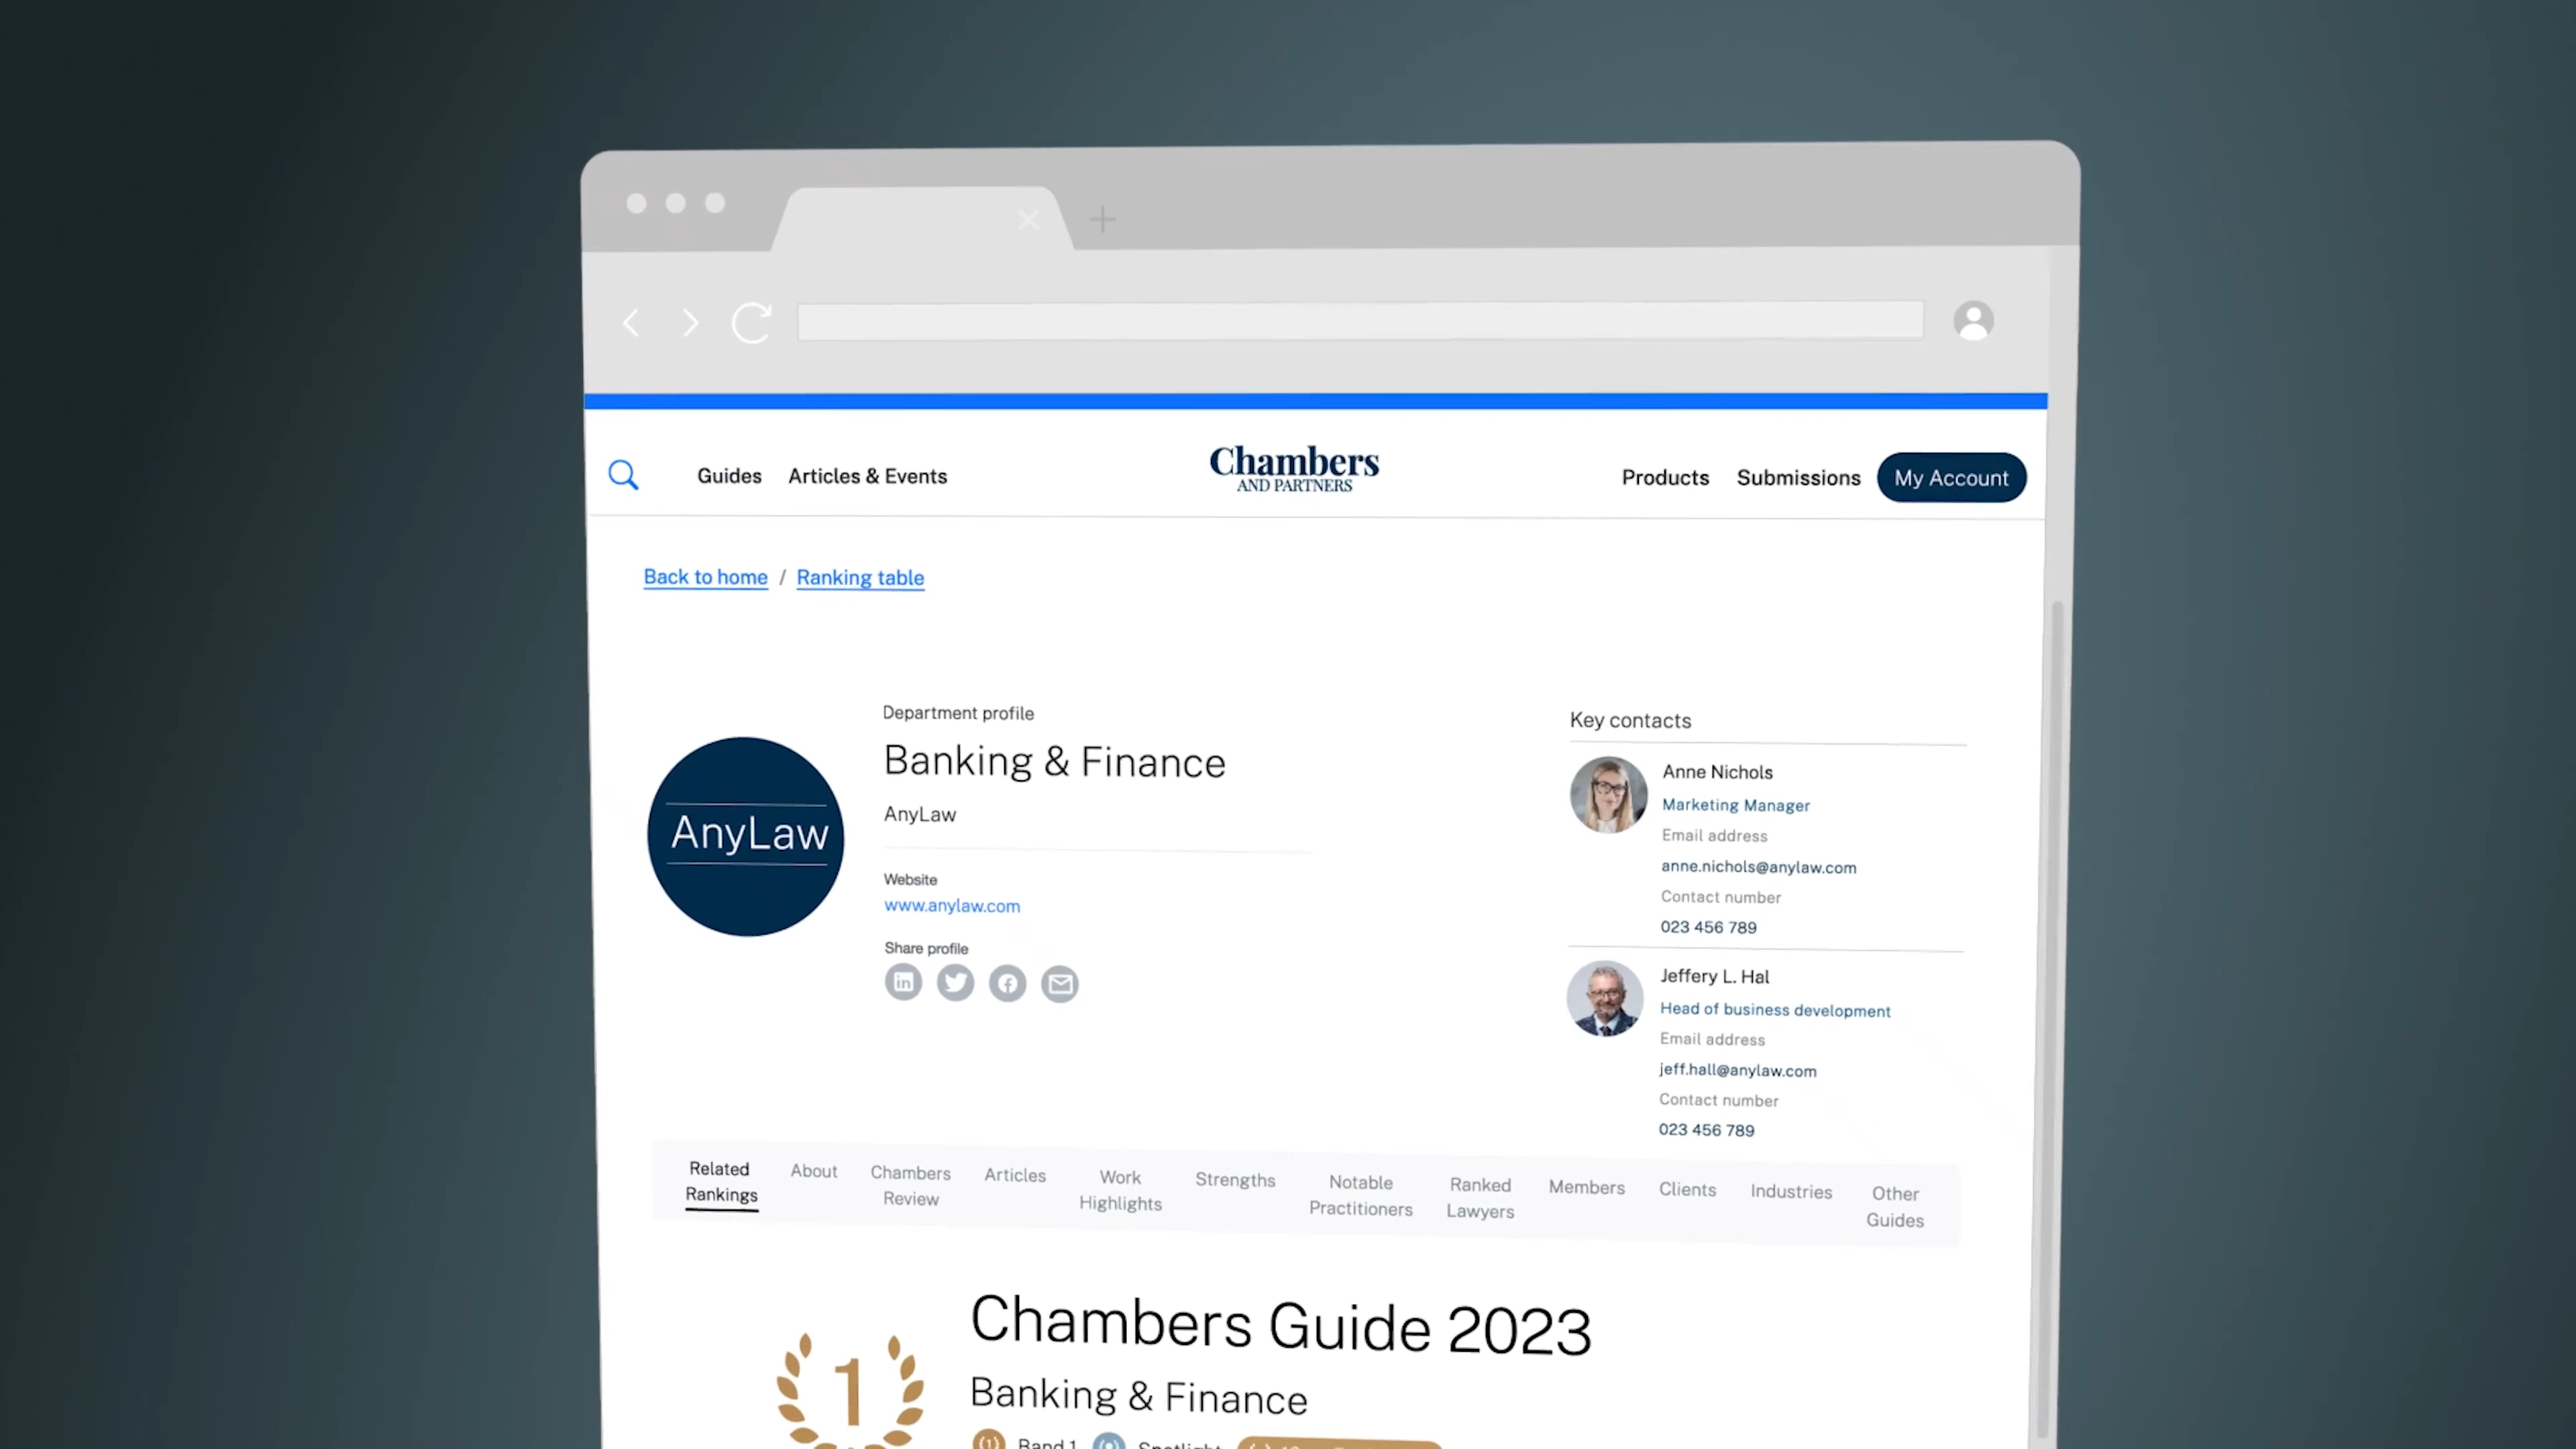 Guides Articles & Events
Chambers
AND PARTNERS
Products Submissions My Account
Back to home / Ranking table
Department profile
Banking & Finance
AnyLaw
AnyLaw
Website
www.anylaw.com
Share profile
Key contacts
Anne Nichols
Marketing Manager
Email address
anne.nichols@anylaw.com
Contact number
023 456 789
Jeffery L. Hal
Head of business development
Email address
jeff.hall@anylaw.com
Contact number
023 456 789
Related
Rankings
About
Chambers
Review
Articles
Work
Highlights
Strengths
Notable
Practitioners
Ranked
Lawyers
Members
Clients
Industries
Other
Guides
1
Chambers Guide 2023
Banking & Finance
Band 1 Spotlight